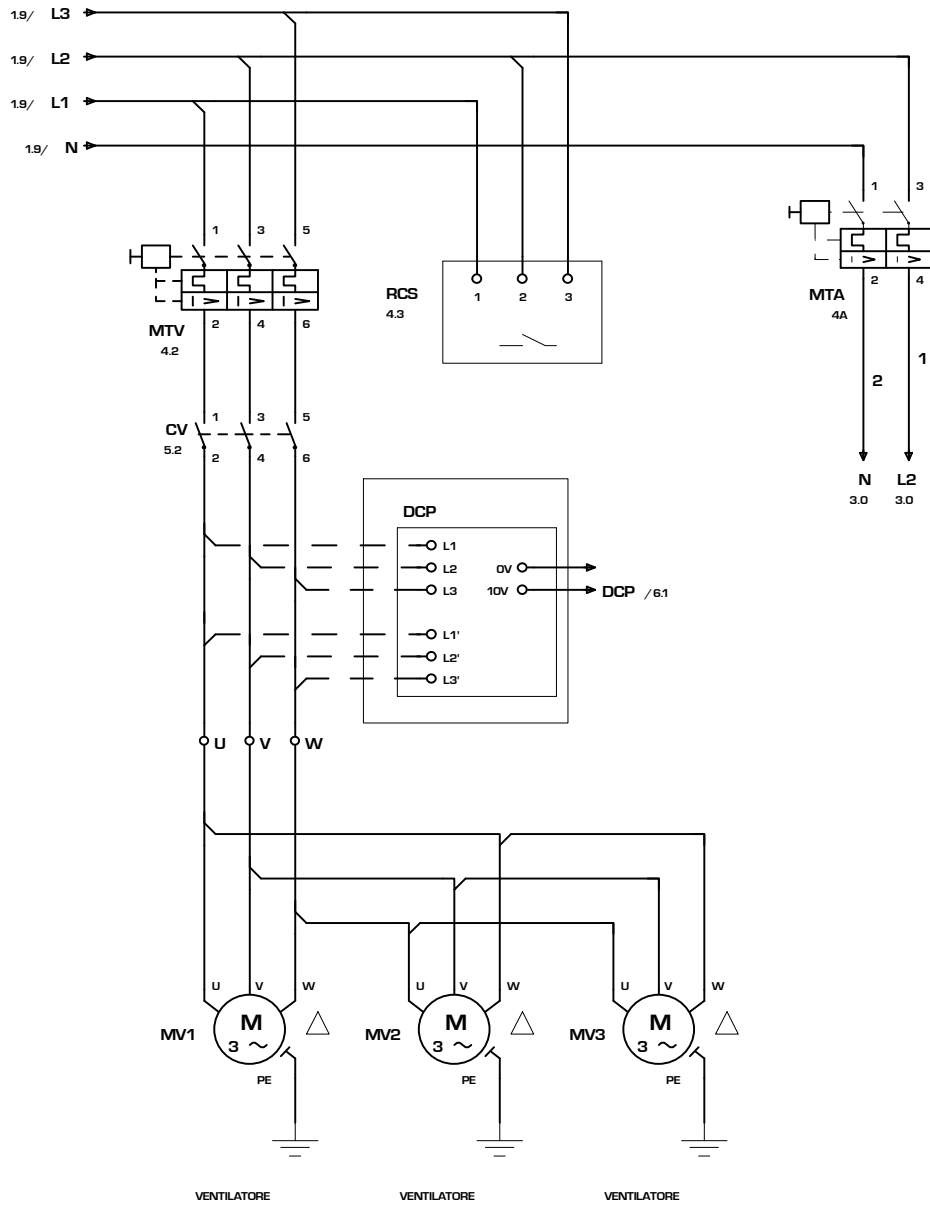 1.9/ L3
1.9/ L2
1.9/ L1
1.9/ N
1 3
1 3 5
RCS
4.3
1 2 3
2 4
MTA
4A
MTV
4.2
2 4 6
1
2
1 3 5
CV
5.2
2 4 6
N L2
3.0 3.0
DCP
L1
L2 0V
L3 10V
DCP /6.1
L1'
L2'
L3'
U V W
U V W U V W U V W
MV1 M 3 ~
MV2 M 3 ~
MV3 M 3 ~
PE PE PE
VENTILATORE VENTILATORE VENTILATORE